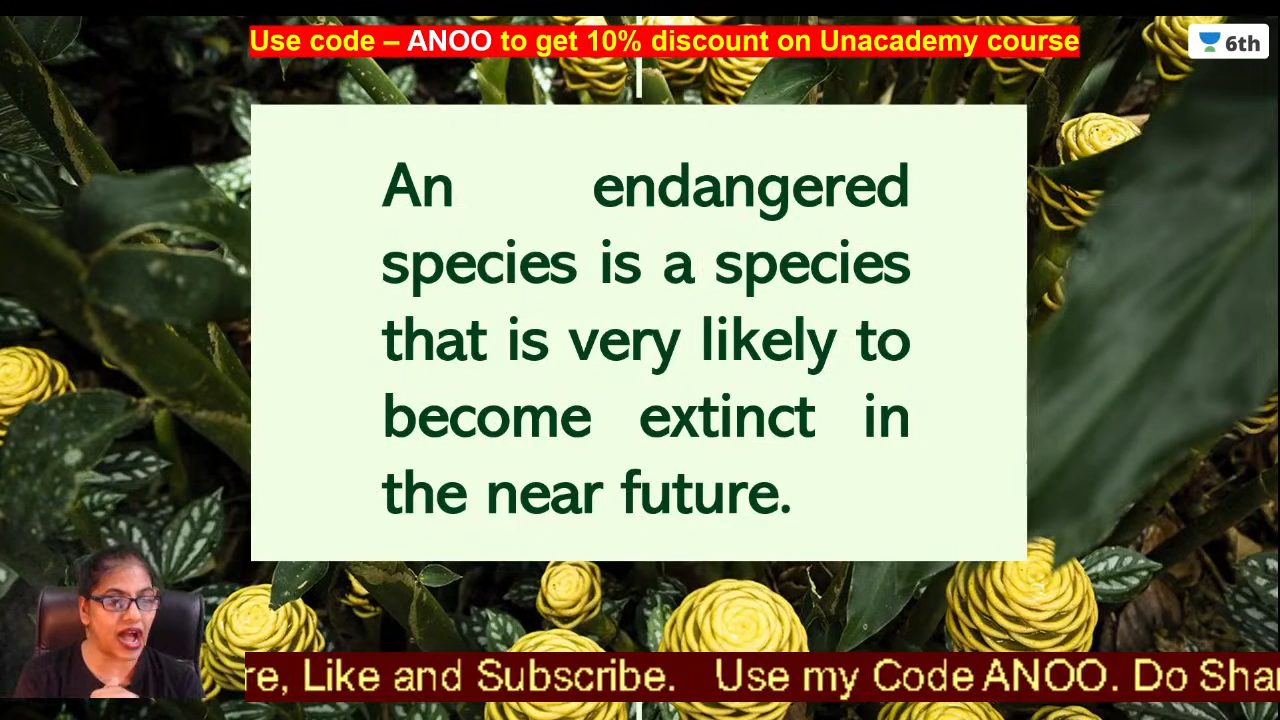 Use code – ANOO to get 10% discount on Unacademy course
6th
An endangered
species is a species
that is very likely to
become extinct in
the near future.
re, Like and Subscribe. Use my Code ANOO. Do Shar